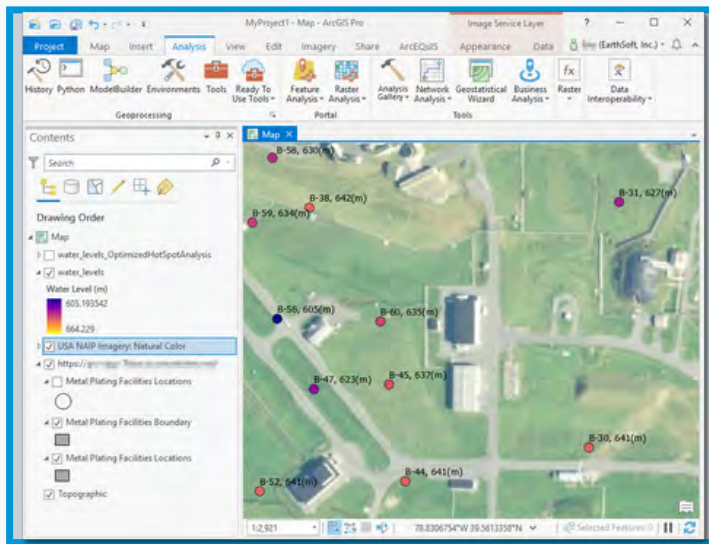 MyProject1 - Map - ArcGIS Pro
Image Service Layer
?
Project Map Insert Analysis View Edit Imagery Share ArcEQuIS Appearance Data (EarthSoft, Inc.)
History Python ModelBuilder Environments Tools Ready To Use Tools Feature Analysis Raster Analysis Analysis Gallery Network Analysis Geostatistical Wizard Business Analysis Raster Data Interoperability
Geoprocessing Portal Tools
Contents
Map
Search
Drawing Order
Map
water_levels_OptimizedHotSpotAnalysis
water_levels
Water Level (m)
605.193542
664.229
USA NAIP Imagery: Natural Color
https://
Metal Plating Facilities Locations
Metal Plating Facilities Boundary
Metal Plating Facilities Locations
Topographic
B-58, 630(m)
B-38, 642(m)
B-31, 627(m)
B-59, 634(m)
B-56, 605(m)
B-60, 635(m)
B-47, 623(m)
B-45, 637(m)
B-30, 641(m)
B-52, 641(m)
B-44, 641(m)
1:2,921
78.8306754°W 39.5613358°N
Selected Features: 0